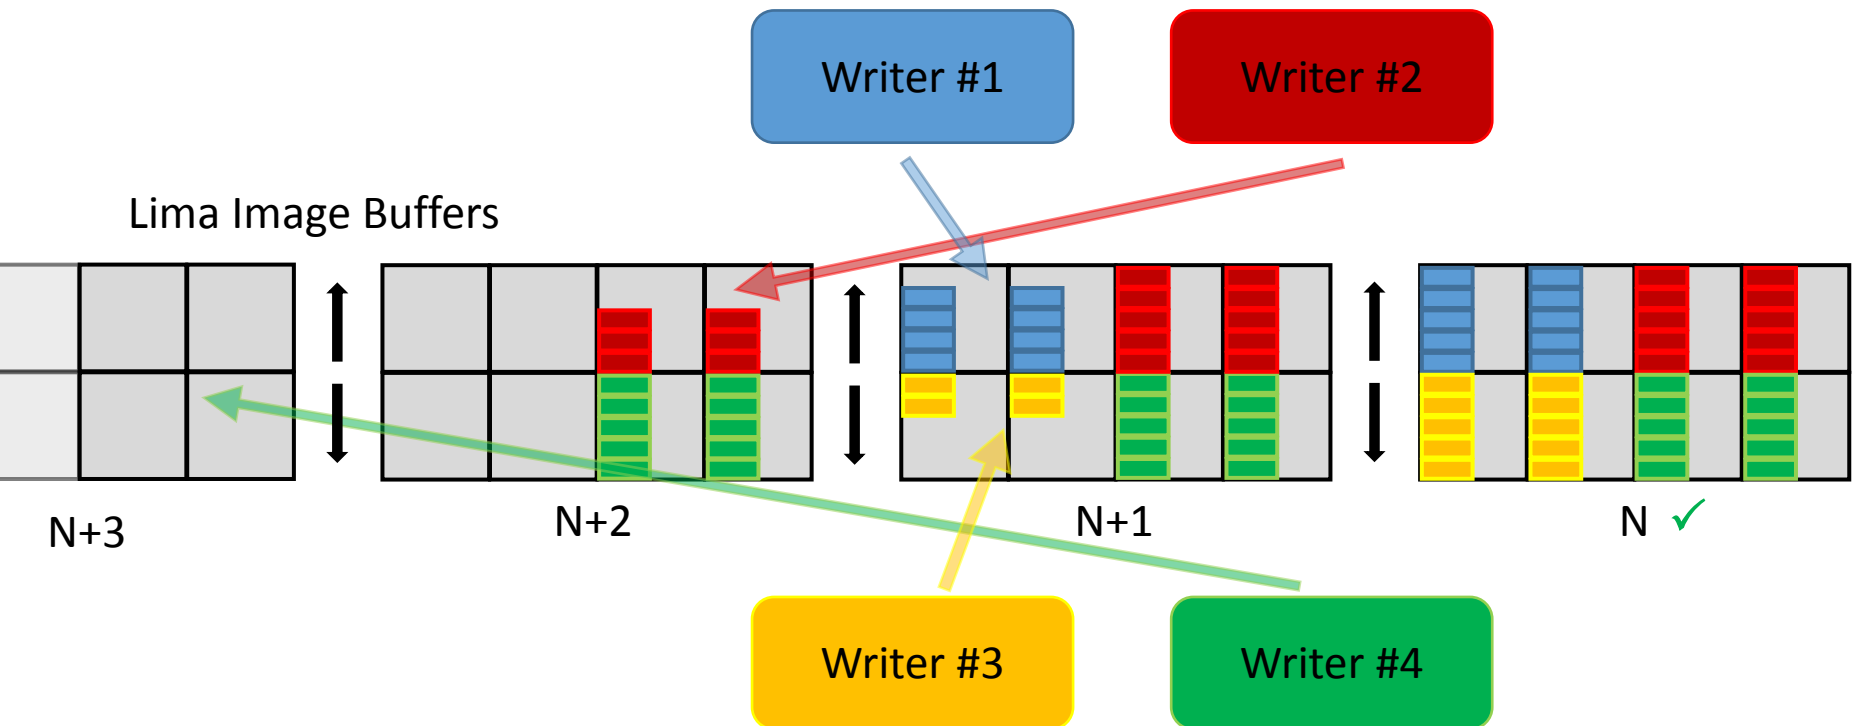 Writer #1
Writer #2
Lima Image Buffers
N+3
N+2
N+1
N ✓
Writer #3
Writer #4